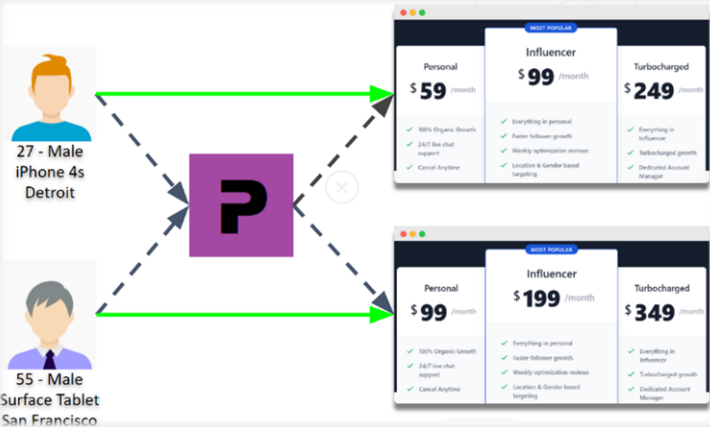 27 - Male
iPhone 4s
Detroit
P
MOST POPULAR
Personal
$ 59 /month
100% Organic Growth
24/7 live chat
support
Cancel Anytime
Influencer
$ 99 /month
Everything in personal
Faster follower growth
Weekly optimization reviews
Location & Gender based
targeting
Turbocharged
$ 249 /month
Everything in
Influencer
Turbocharged growth
Dedicated Account
Manager
55 - Male
Surface Tablet
San Francisco
MOST POPULAR
Personal
$ 99 /month
100% Organic Growth
24/7 live chat
support
Cancel Anytime
Influencer
$ 199 /month
Everything in personal
Faster follower growth
Weekly optimization reviews
Location & Gender based
targeting
Turbocharged
$ 349 /month
Everything in
Influencer
Turbocharged growth
Dedicated Account
Manager